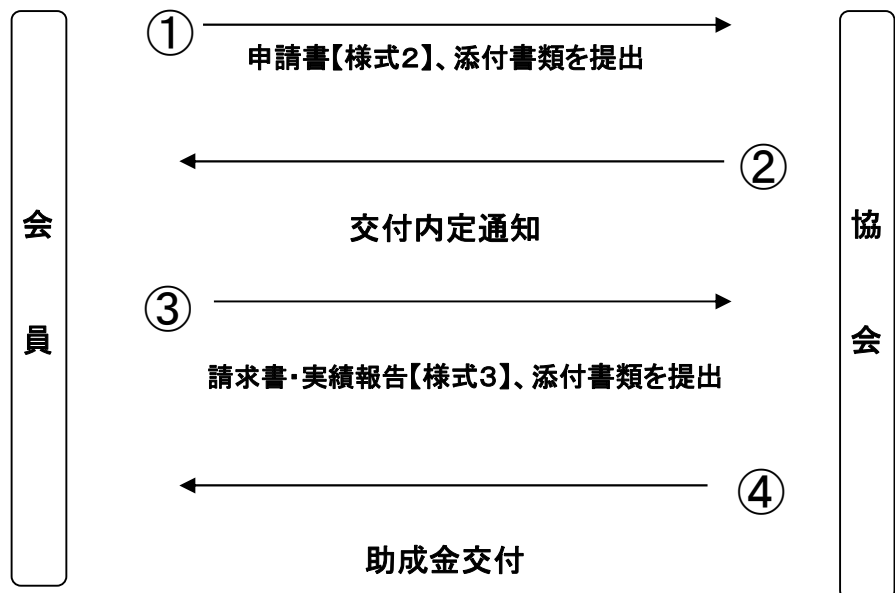 ①
申請書【様式2】、添付書類を提出
②
交付内定通知
会員
協会
③
請求書・実績報告【様式3】、添付書類を提出
④
助成金交付